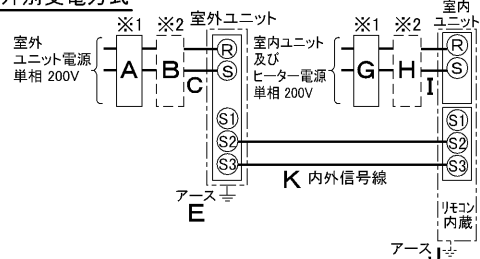 外別受電方式
※1 ※2 室外ユニット
室外
ユニット電源
単相 200V
A B C
R
S
S1
S2
S3
アース
E
※1 ※2
室内
ユニット
室内ユニット
及び
ヒーター電源
単相 200V
G H I
R
S
S1
S2
S3
K 内外信号線
リモコン
内蔵
アース J